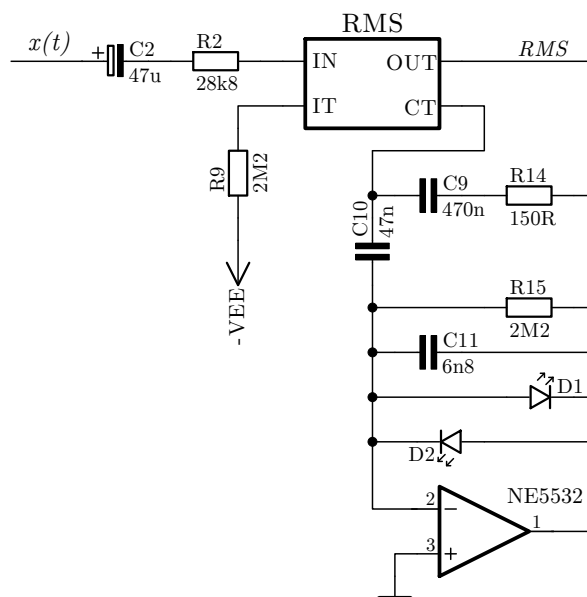 RMS
x(t)
+
C2
47u
R2
28k8
IN
OUT
RMS
IT
CT
R9
2M2
-VEE
C10
47n
C9
470n
R14
150R
R15
2M2
C11
6n8
D1
D2
NE5532
2
−
1
3
+